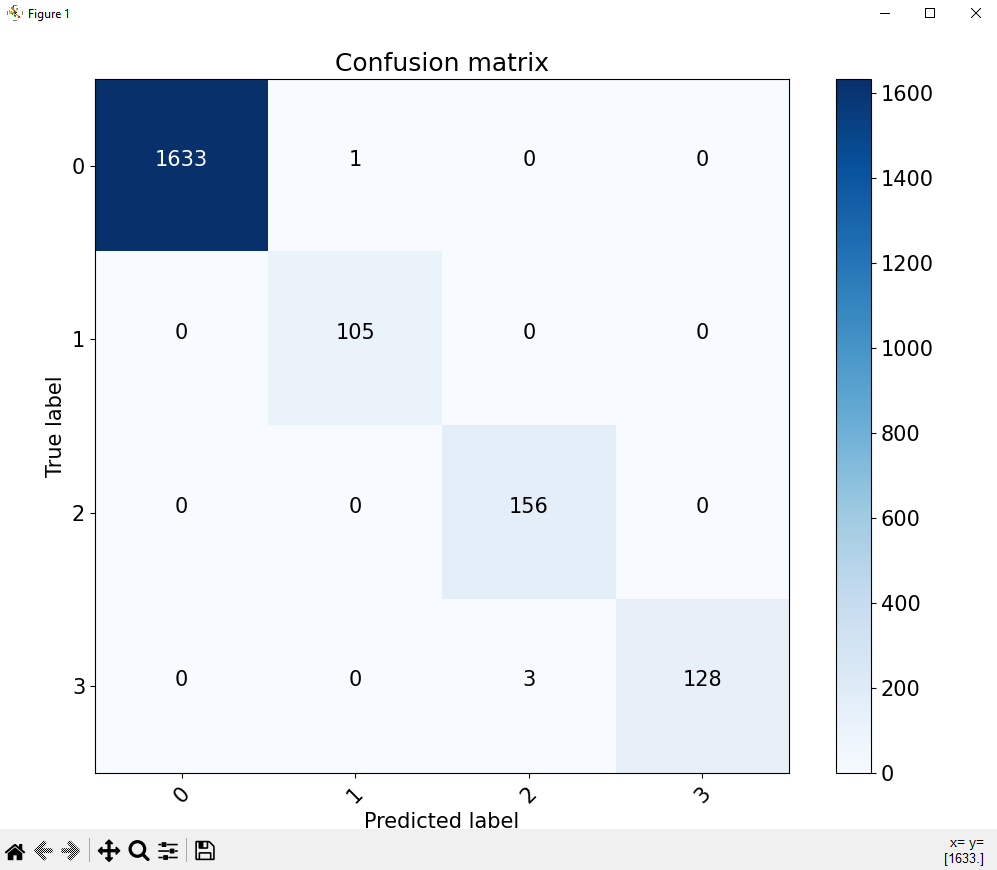 Figure 1
Confusion matrix
0 1633 1 0 0
1 0 105 0 0
2 0 0 156 0
3 0 0 3 128
0 1 2 3
True label
Predicted label
1600
1400
1200
1000
800
600
400
200
0
x= y=
[1633.]